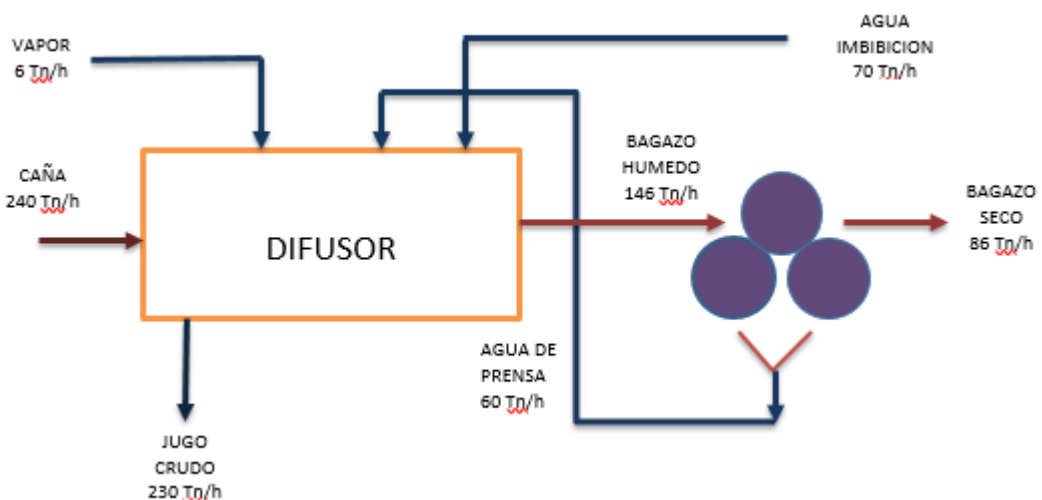 VAPOR
6 Tn/h
AGUA
IMBIBICION
70 Tn/h
CAÑA
240 Tn/h
DIFUSOR
BAGAZO
HUMEDO
146 Tn/h
BAGAZO
SECO
86 Tn/h
AGUA DE
PRENSA
60 Tn/h
JUGO
CRUDO
230 Tn/h